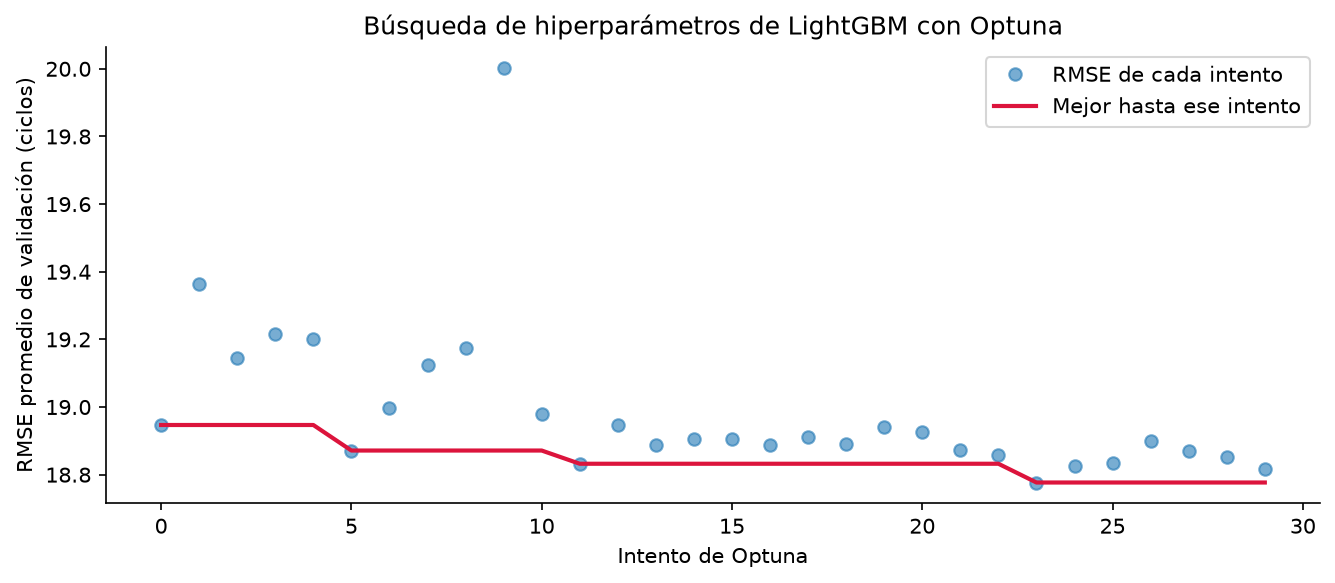 Búsqueda de hiperparámetros de LightGBM con Optuna
RMSE de cada intento
Mejor hasta ese intento
RMSE promedio de validación (ciclos)
20.0
19.8
19.6
19.4
19.2
19.0
18.8
0 5 10 15 20 25 30
Intento de Optuna